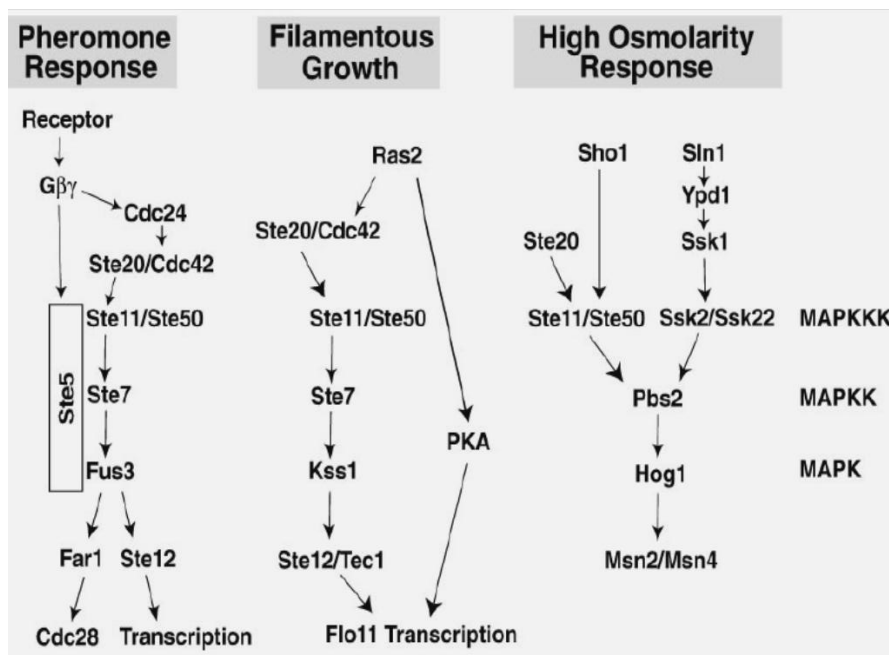 Pheromone
Response
Filamentous
Growth
High Osmolarity
Response
Receptor
Gβγ
Cdc24
Ste20/Cdc42
Ste5
Ste11/Ste50
Ste7
Fus3
Far1
Ste12
Cdc28
Transcription
Ras2
Ste20/Cdc42
Ste11/Ste50
Ste7
PKA
Kss1
Ste12/Tec1
Flo11 Transcription
Sho1
Sln1
Ypd1
Ste20
Ssk1
Ste11/Ste50
Ssk2/Ssk22
MAPKKK
Pbs2
MAPKK
Hog1
MAPK
Msn2/Msn4